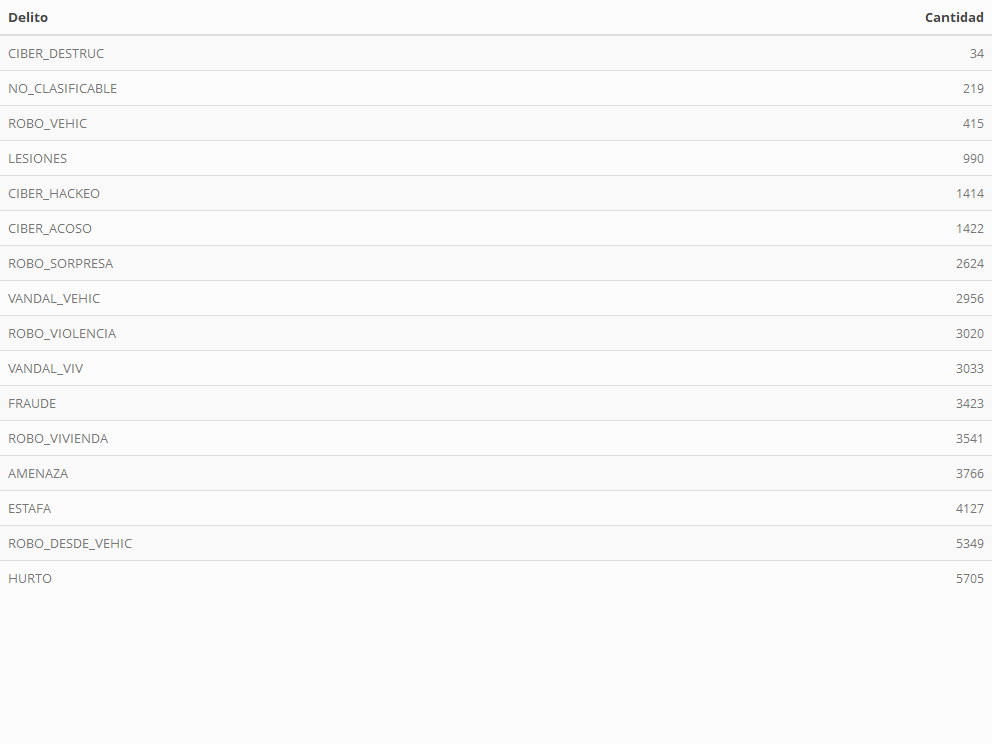 Delito Cantidad
CIBER_DESTRUC 34
NO_CLASIFICABLE 219
ROBO_VEHIC 415
LESIONES 990
CIBER_HACKEO 1414
CIBER_ACOSO 1422
ROBO_SORPRESA 2624
VANDAL_VEHIC 2956
ROBO_VIOLENCIA 3020
VANDAL_VIV 3033
FRAUDE 3423
ROBO_VIVIENDA 3541
AMENAZA 3766
ESTAFA 4127
ROBO_DESDE_VEHIC 5349
HURTO 5705